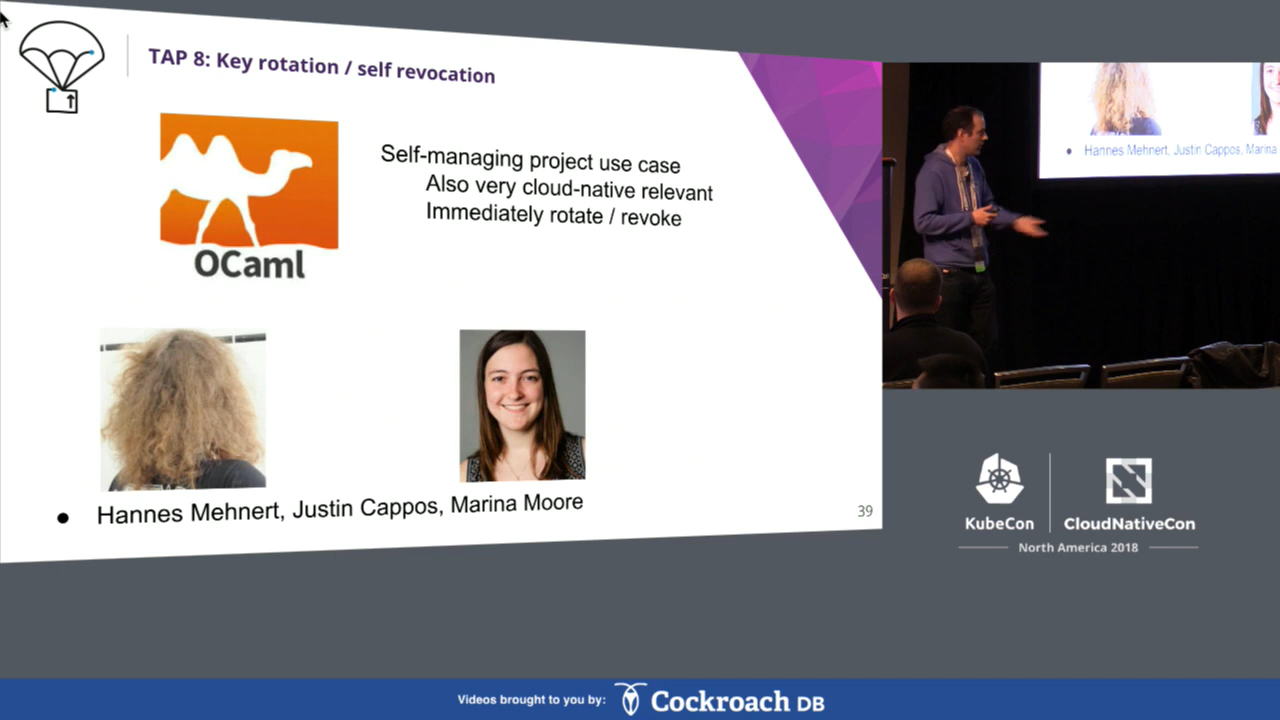 TAP 8: Key rotation / self revocation
OCaml
Self-managing project use case
Also very cloud-native relevant
Immediately rotate / revoke
● Hannes Mehnert, Justin Cappos, Marina Moore
39
● Hannes Mehnert, Justin Cappos, Marina
KubeCon
CloudNativeCon
North America 2018
Videos brought to you by:
Cockroach DB